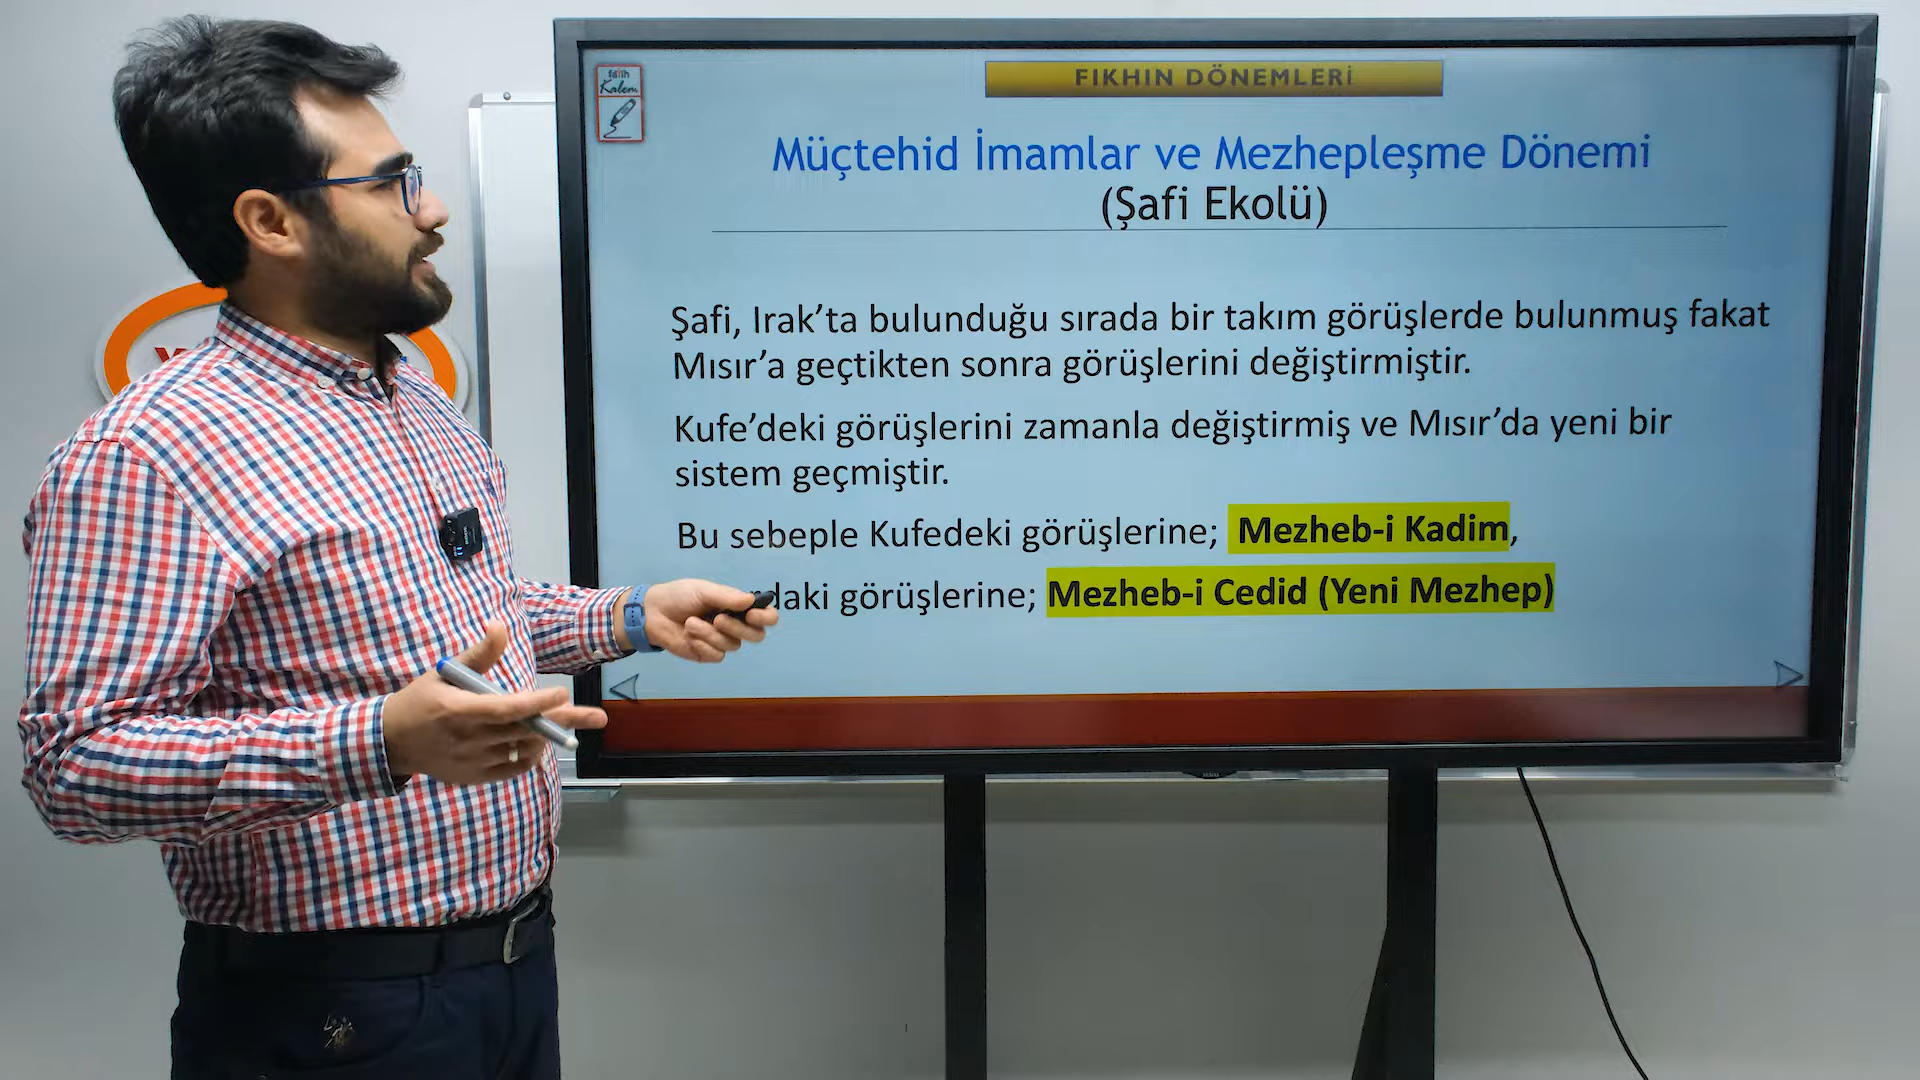 fatih
Kalem
FIKHIN DÖNEMLERİ
Müçtehid İmamlar ve Mezhepleşme Dönemi
(Şafi Ekolü)
Şafi, Irak’ta bulunduğu sırada bir takım görüşlerde bulunmuş fakat
Mısır’a geçtikten sonra görüşlerini değiştirmiştir.
Kufe’deki görüşlerini zamanla değiştirmiş ve Mısır’da yeni bir
sistem geçmiştir.
Bu sebeple Kufedeki görüşlerine; Mezheb-i Kadim,
görüşlerine; Mezheb-i Cedid (Yeni Mezhep)